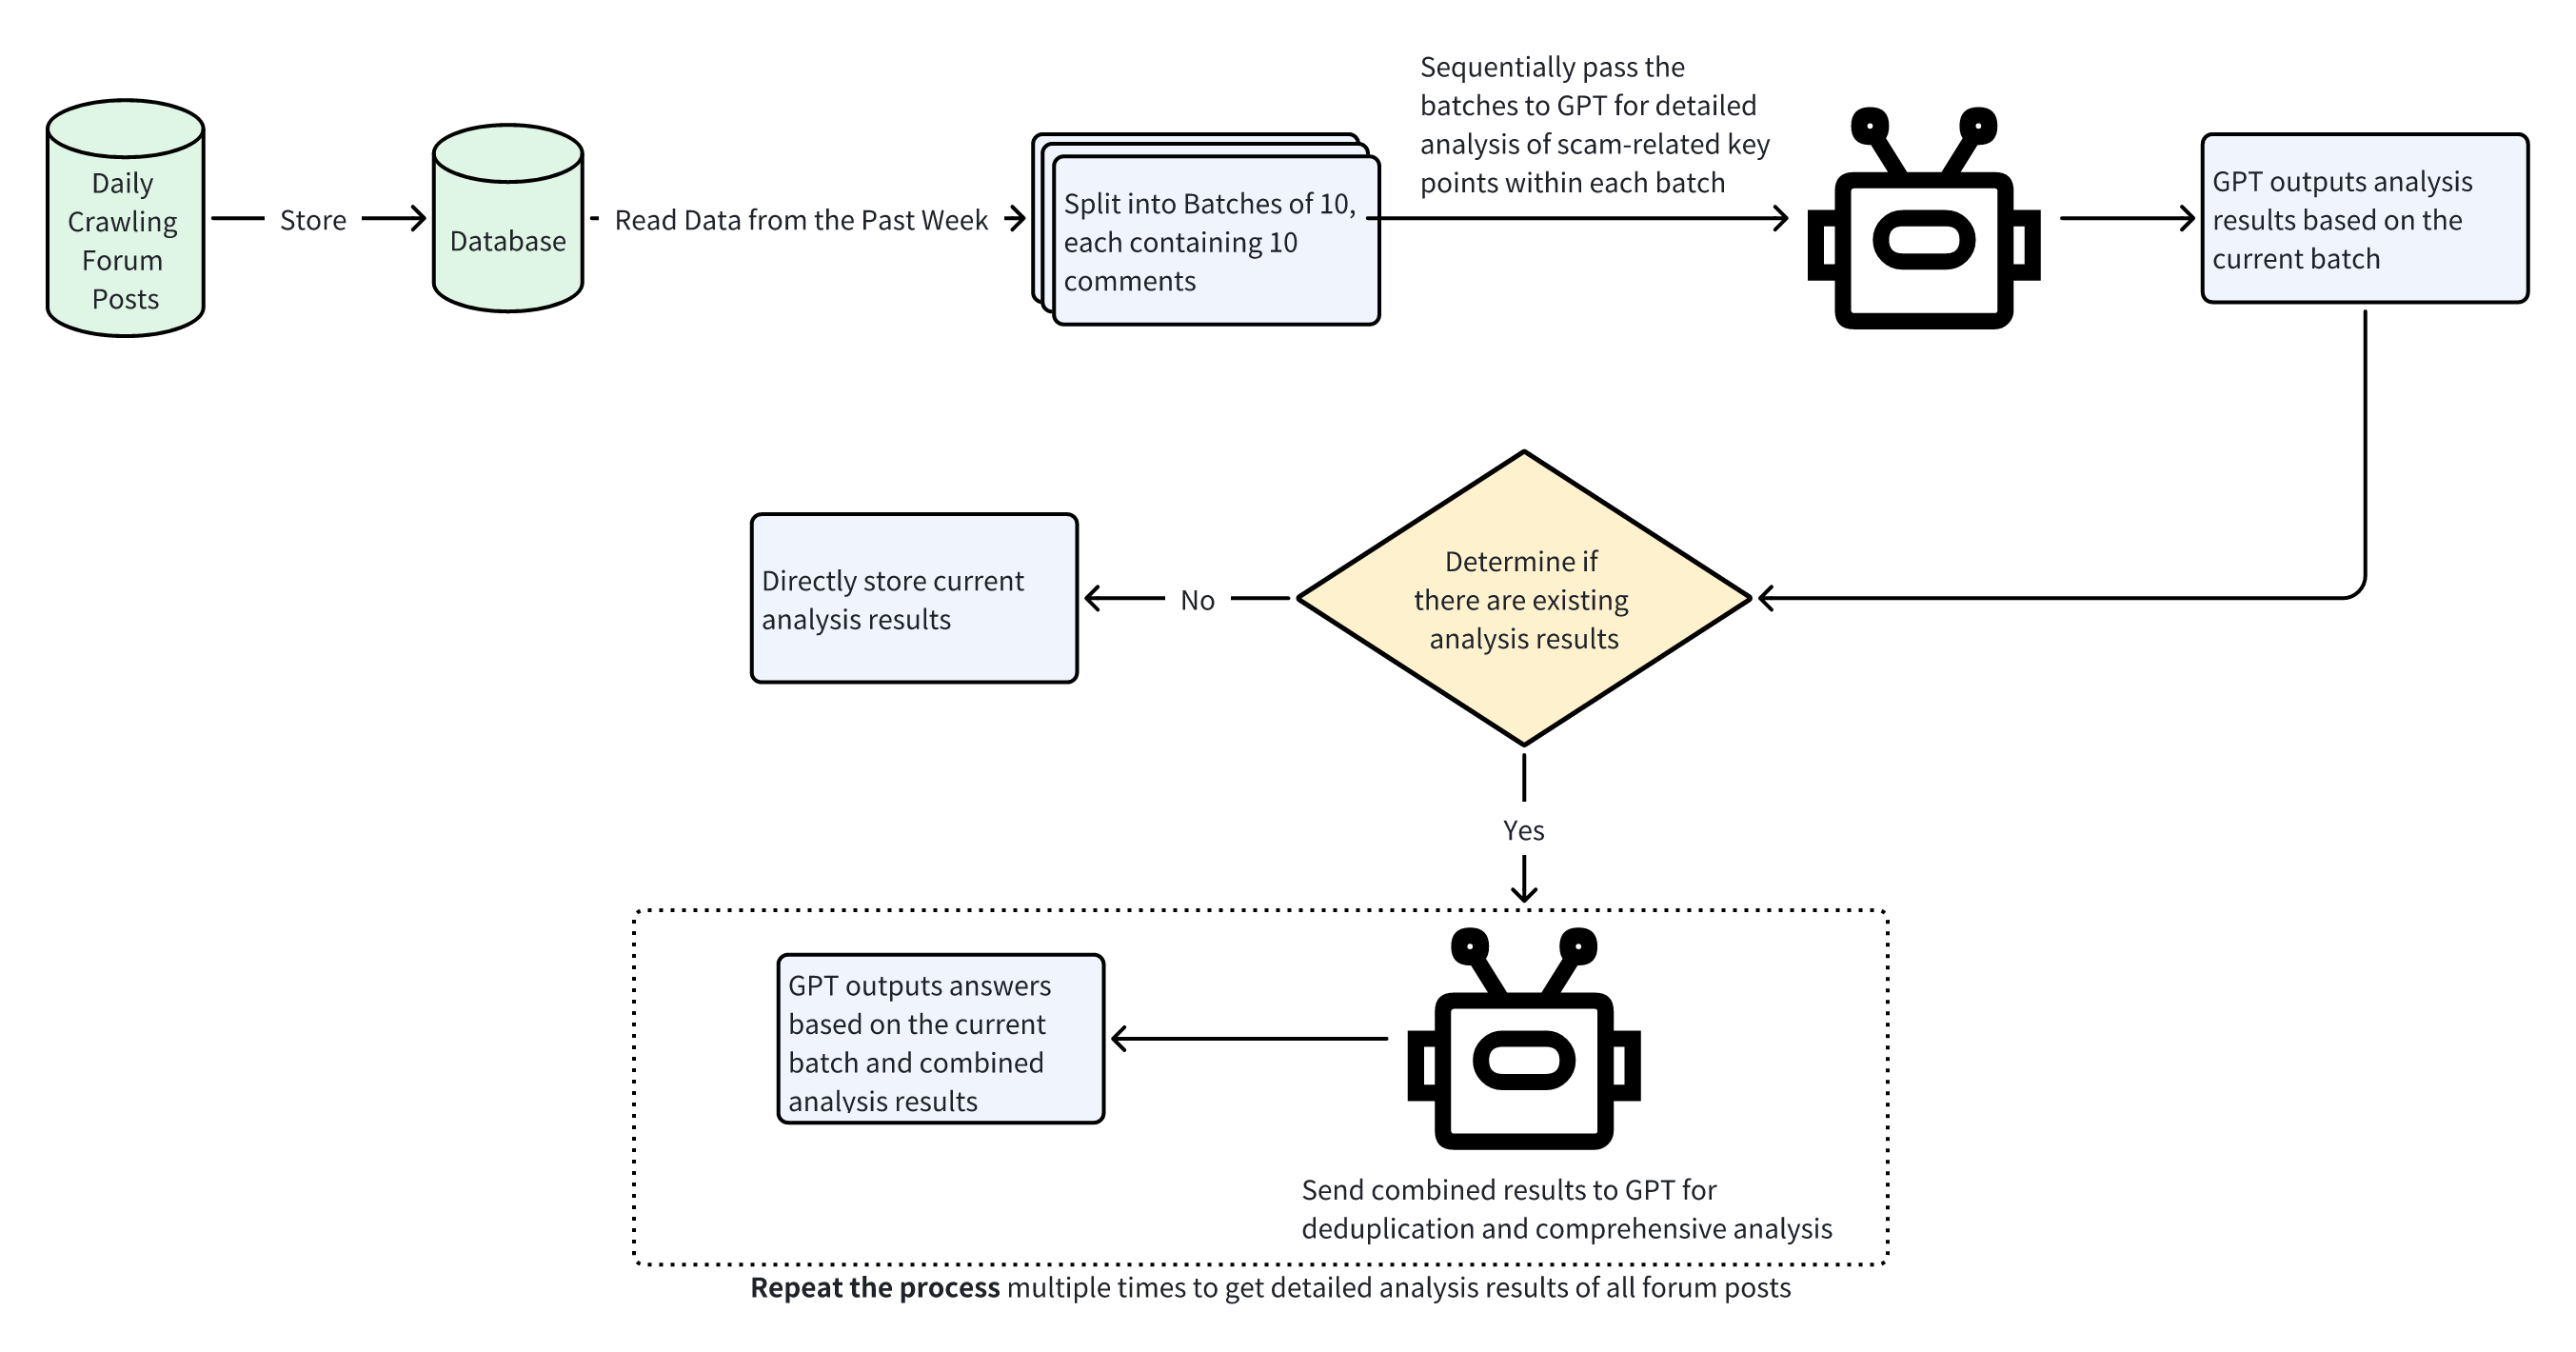 Daily
Crawling
Forum
Posts
Store
Database
Read Data from the Past Week
Split into Batches of 10,
each containing 10
comments
Sequentially pass the
batches to GPT for detailed
analysis of scam-related key
points within each batch
GPT outputs analysis
results based on the
current batch
Determine if
there are existing
analysis results
No
Directly store current
analysis results
Yes
GPT outputs answers
based on the current
batch and combined
analysis results
Send combined results to GPT for
deduplication and comprehensive analysis
Repeat the process multiple times to get detailed analysis results of all forum posts